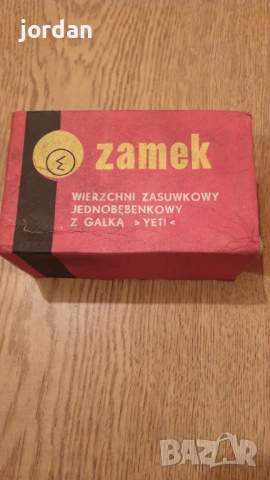 jordan
zamek
WIERZCHNI ZASUWKOWY
JEDNOBĘBENKOWY
Z GAŁKĄ >YETI<
BAZAR